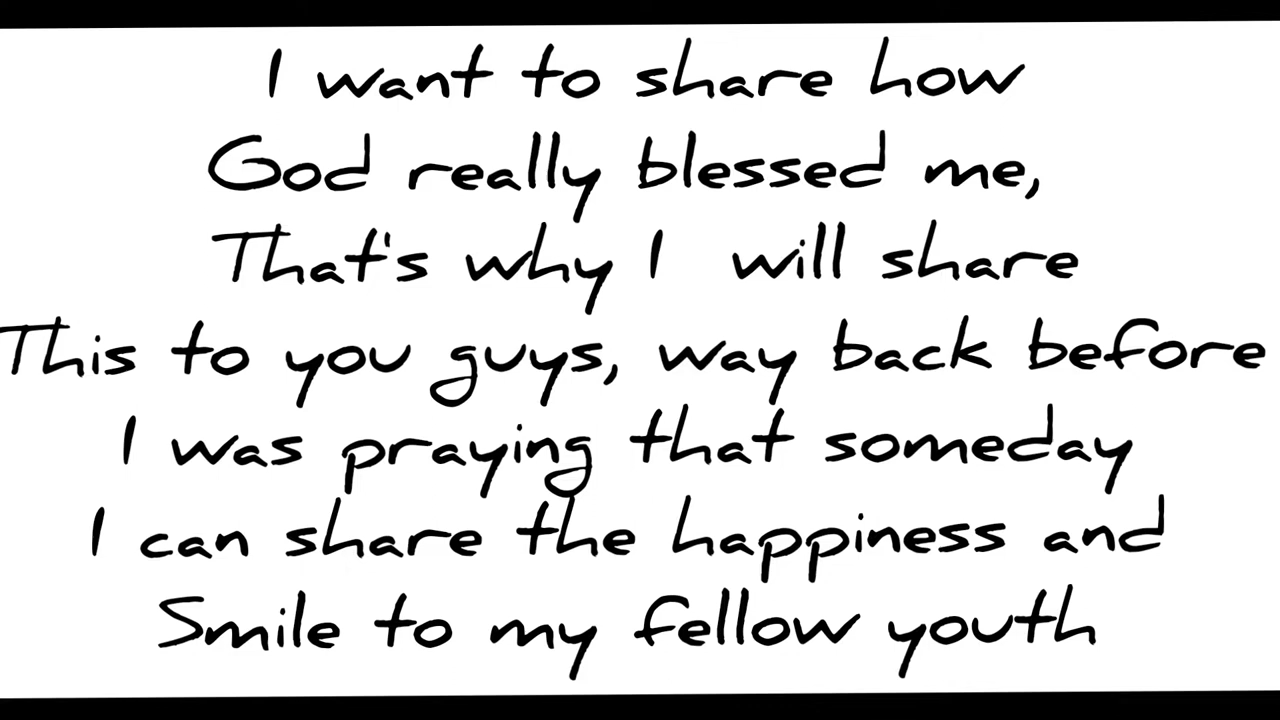 I want to share how
God really blessed me,
That's why I will share
This to you guys, way back before
I was praying that someday
I can share the happiness and
Smile to my fellow youth